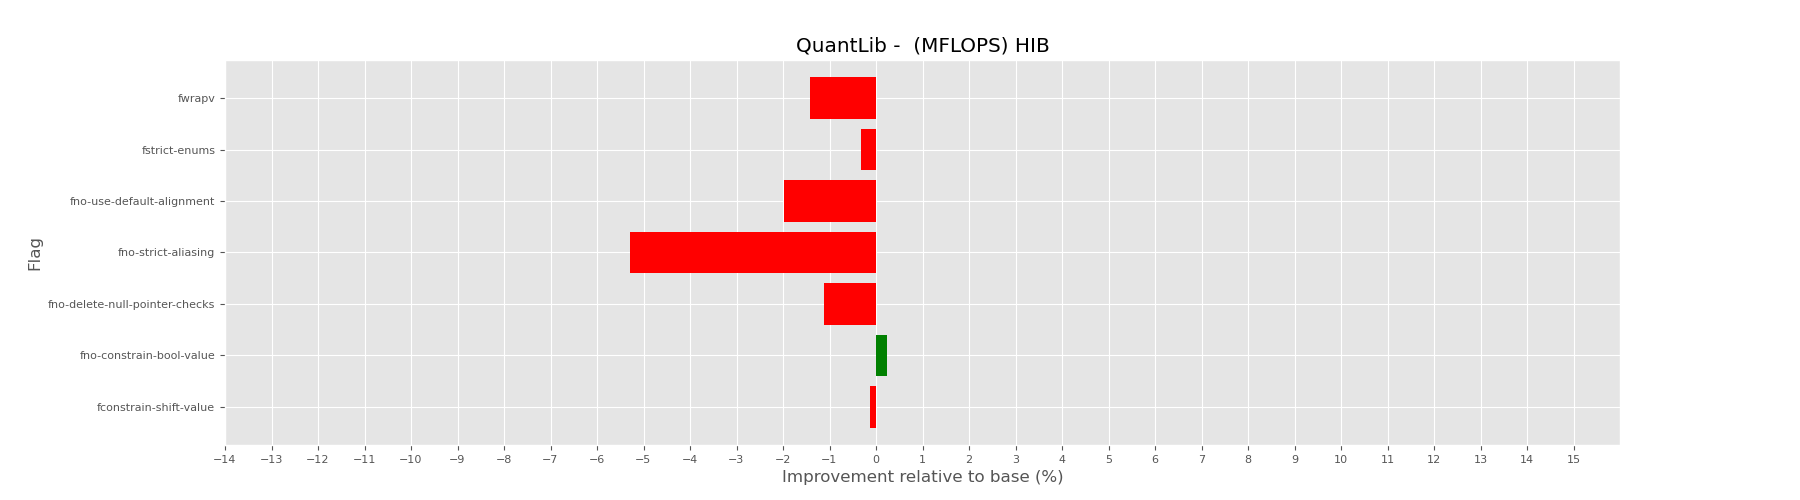 QuantLib -  (MFLOPS) HIB
fwrapv
fstrict-enums
fno-use-default-alignment
fno-strict-aliasing
fno-delete-null-pointer-checks
fno-constrain-bool-value
fconstrain-shift-value
Flag
−14 −13 −12 −11 −10 −9 −8 −7 −6 −5 −4 −3 −2 −1 0 1 2 3 4 5 6 7 8 9 10 11 12 13 14 15
Improvement relative to base (%)